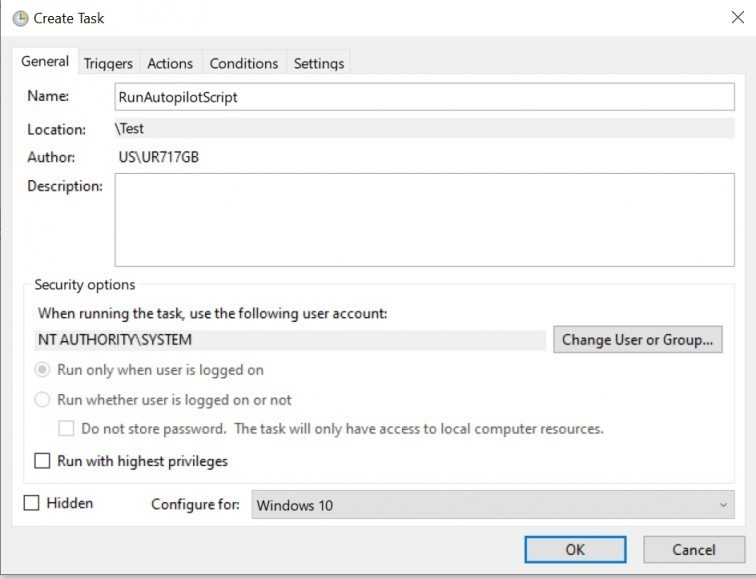 Create Task
General Triggers Actions Conditions Settings
Name: RunAutopilotScript
Location: \Test
Author: US\UR717GB
Description:
Security options
When running the task, use the following user account:
NT AUTHORITY\SYSTEM Change User or Group...
Run only when user is logged on
Run whether user is logged on or not
Do not store password. The task will only have access to local computer resources.
Run with highest privileges
Hidden Configure for: Windows 10
OK Cancel